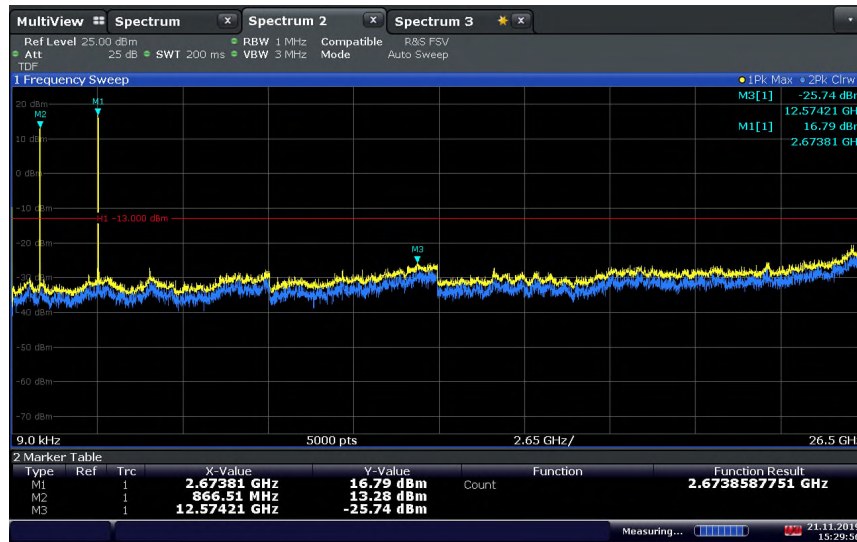 MultiView Spectrum x Spectrum 2 x Spectrum 3 x
Ref Level 25.00 dBm RBW 1 MHz Compatible R&S FSV
Att 25 dB SWT 200 ms VBW 3 MHz Mode Auto Sweep
TDF
1 Frequency Sweep 1Pk Max 2Pk Clrw
M3[1] -25.74 dBm
12.57421 GH
M1[1] 16.79 dBm
2.67381 GH
20 dBm
M1
M2
10 dBm
0 dBm
-10 dBm
H1 -13.000 dBm
-20 dBm
M3
-30 dBm
-40 dBm
-50 dBm
-60 dBm
-70 dBm
9.0 kHz 5000 pts 2.65 GHz/ 26.5 GH
2 Marker Table
Type Ref Trc X-Value Y-Value Function Function Result
M1 1 2.67381 GHz 16.79 dBm Count 2.6738587751 GHz
M2 1 866.51 MHz 13.28 dBm
M3 1 12.57421 GHz -25.74 dBm
Measuring... 21.11.2019
15:29:56